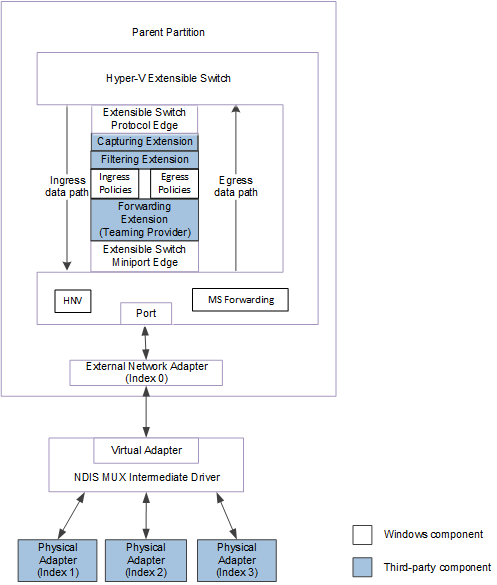 Parent Partition
Hyper-V Extensible Switch
Extensible Switch
Protocol Edge
Capturing Extension
Filtering Extension
Ingress
data path
Ingress
Policies
Egress
Policies
Egress
data path
Forwarding
Extension
(Teaming Provider)
Extensible Switch
Miniport Edge
HNV
MS Forwarding
Port
External Network Adapter
(Index 0)
Virtual Adapter
NDIS MUX Intermediate Driver
Physical
Adapter
(Index 1)
Physical
Adapter
(Index 2)
Physical
Adapter
(Index 3)
Windows component
Third-party component